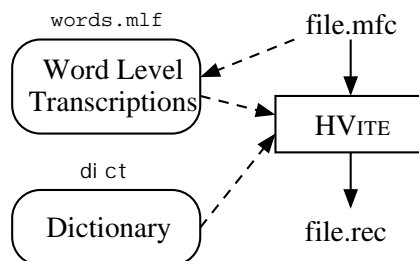 words.mlf
file.mfc
Word Level
Transcriptions
HVITE
dict
Dictionary
file.rec